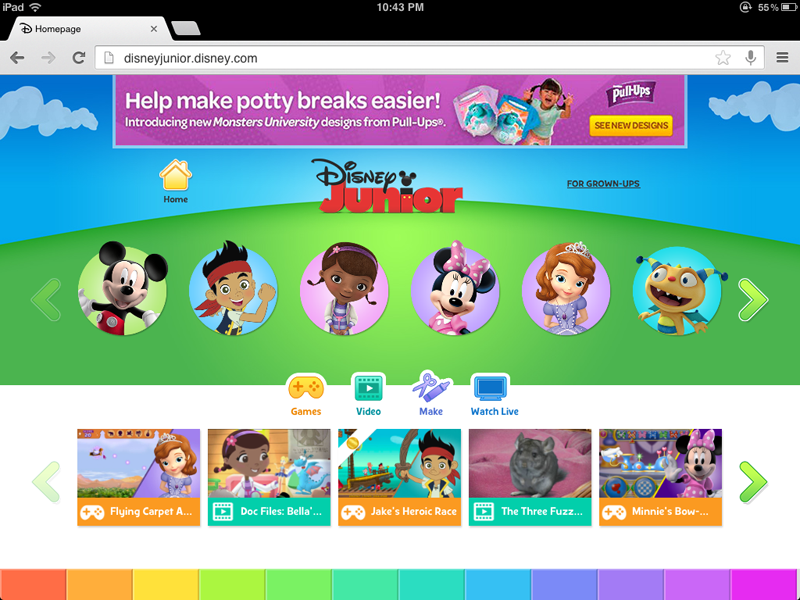 iPad 10:43 PM 55%
Homepage
disneyjunior.disney.com
Help make potty breaks easier!
Introducing new Monsters University designs from Pull-Ups®.
Pull-Ups
SEE NEW DESIGNS
Home
Disney Junior
FOR GROWN-UPS
Games
Video
Make
Watch Live
Flying Carpet A...
Doc Files: Bella'...
Jake's Heroic Race
The Three Fuzz...
Minnie's Bow-...